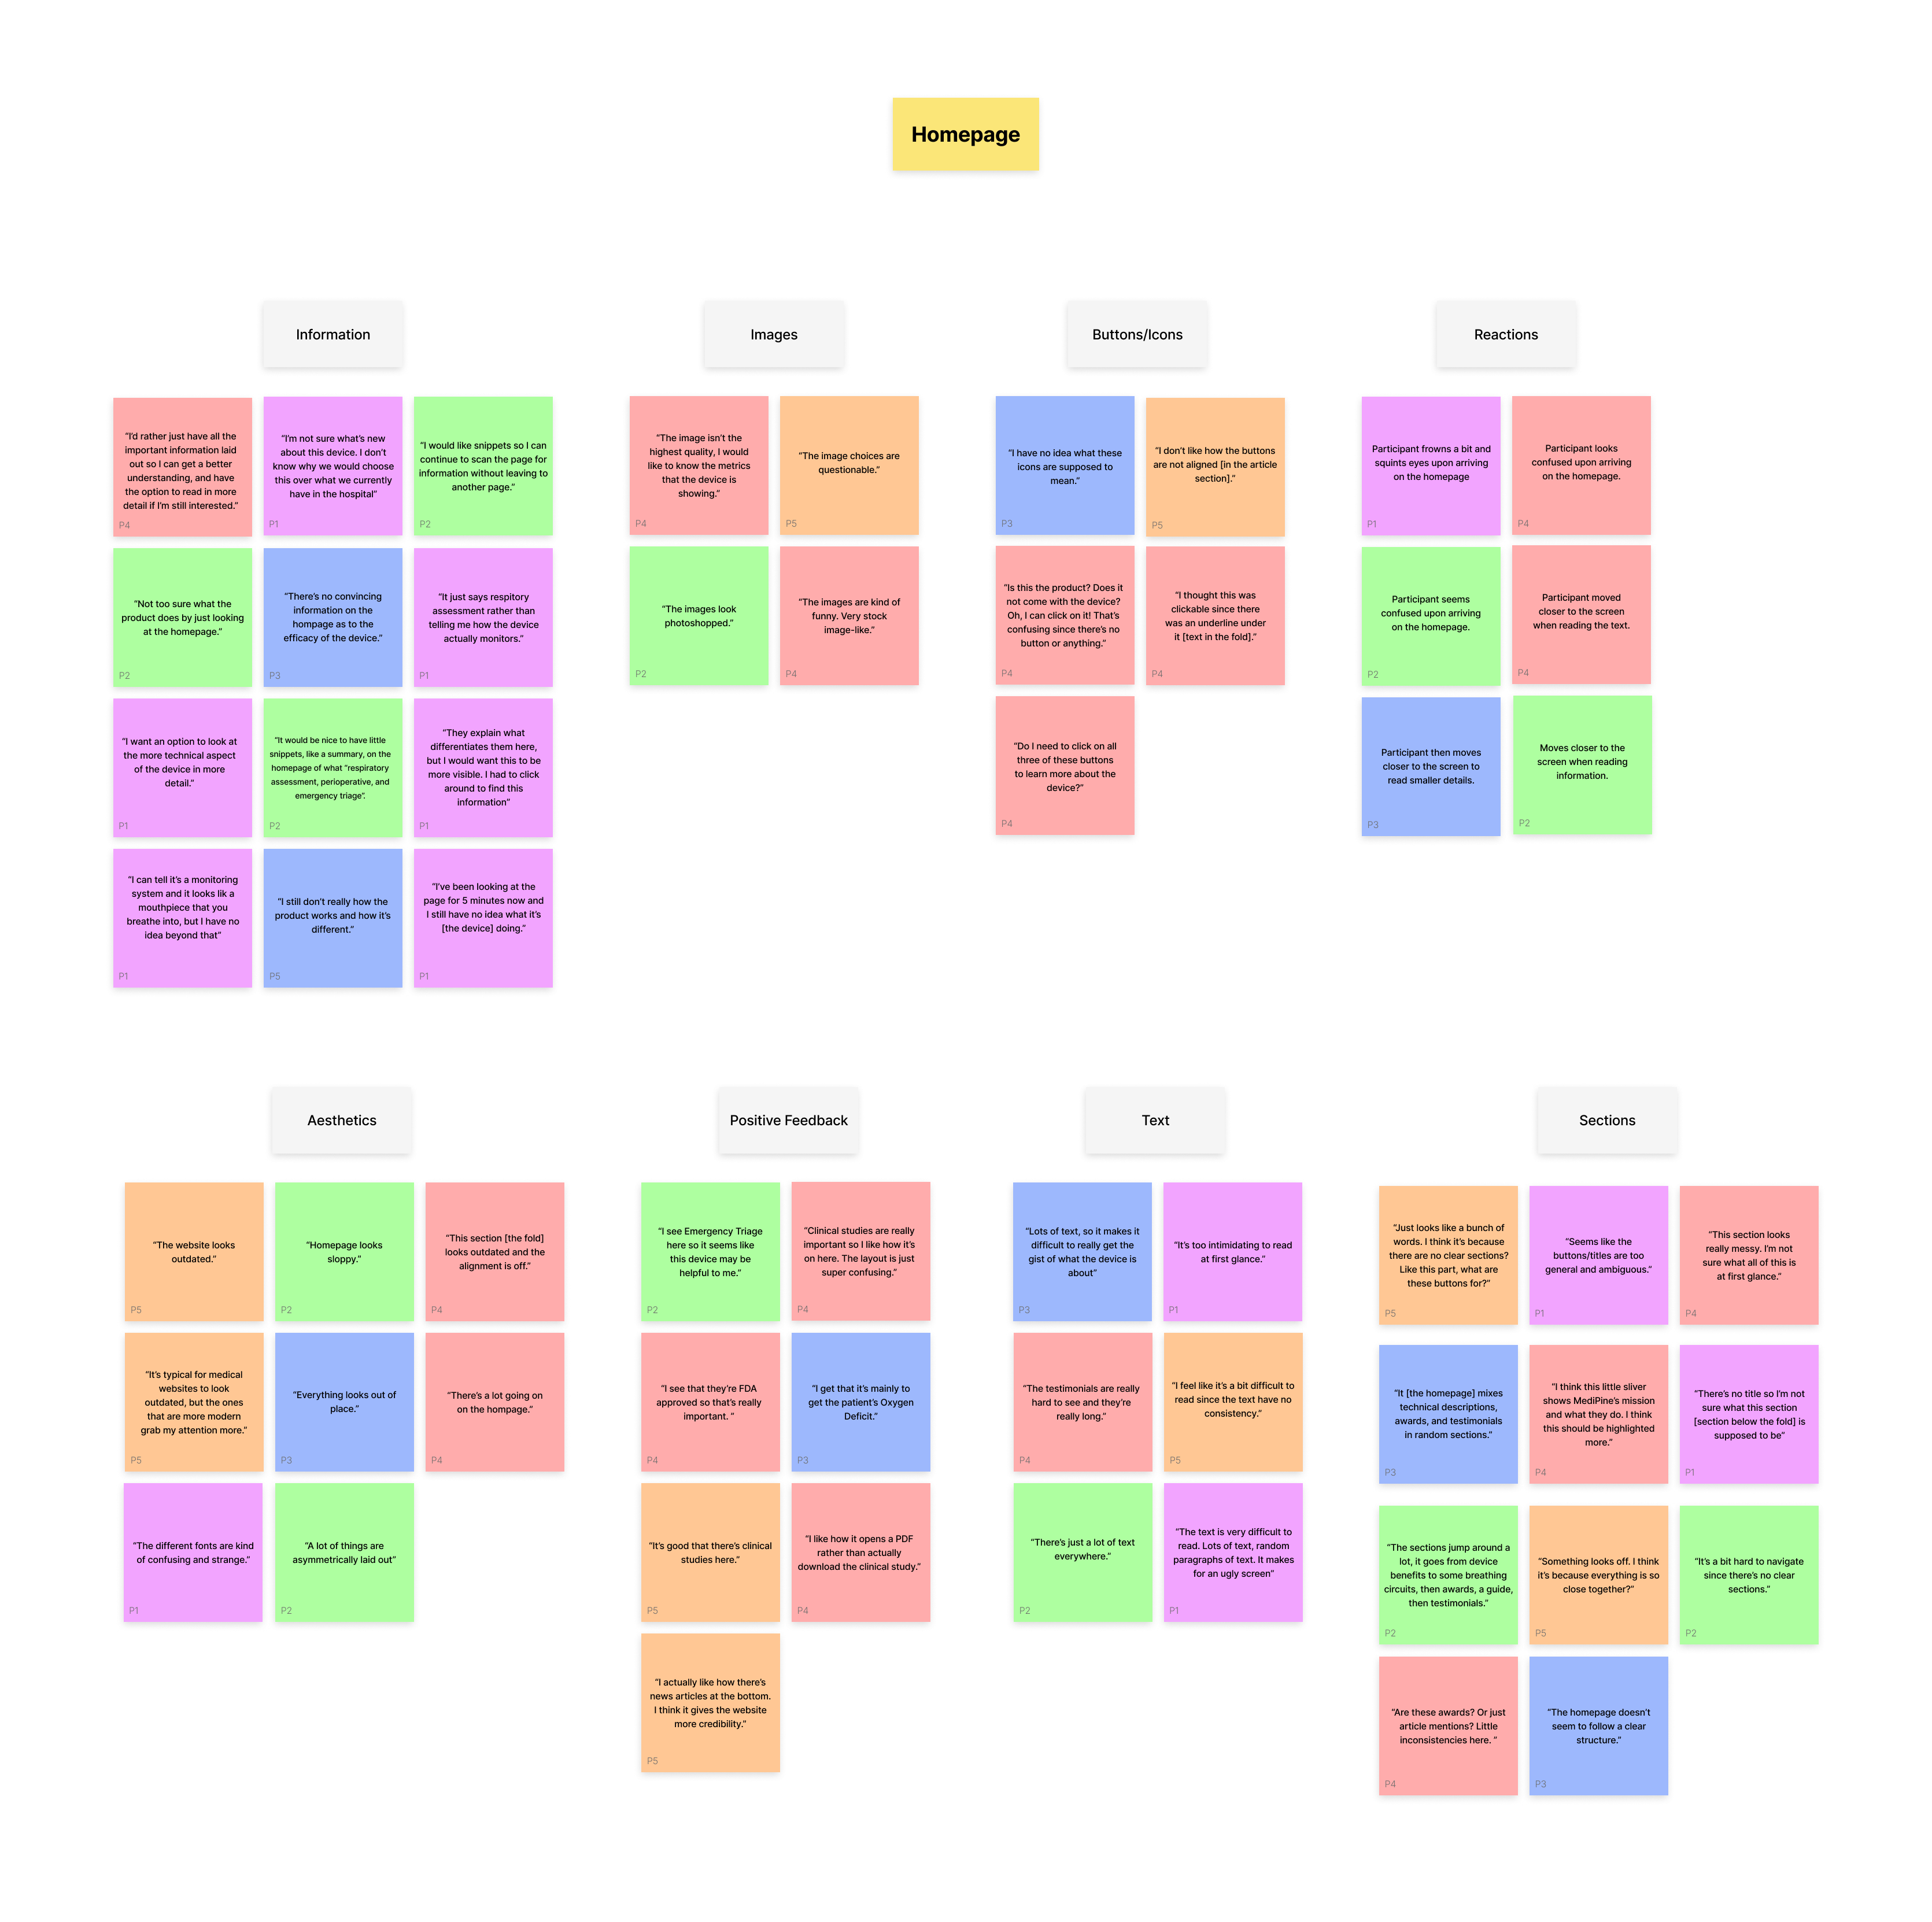 Homepage
Information
“I’d rather just have all the
important information laid
out so I can get a better
understanding, and have
the option to read in more
detail if I’m still interested.”
P4
“I’m not sure what’s new
about this device. I don’t
know why we would choose
this over what we currently
have in the hospital”
P1
“I would like snippets so I can
continue to scan the page for
information without leaving to
another page.”
P2
“Not too sure what the
product does by just looking
at the homepage.”
P2
“There’s no convincing
information on the
hompage as to the
efficacy of the device.”
P3
“It just says respitory
assessment rather than
telling me how the device
actually monitors.”
P1
“I want an option to look at
the more technical aspect
of the device in more
detail.”
P1
“It would be nice to have little
snippets, like a summary, on the
homepage of what “respiratory
assessment, perioperative, and
emergency triage”.
P2
“They explain what
differentiates them here,
but I would want this to be
more visible. I had to click
around to find this
information”
P1
“I can tell it’s a monitoring
system and it looks lik a
mouthpiece that you
breathe into, but I have no
idea beyond that”
P1
“I still don’t really how the
product works and how it’s
different.”
P5
“I’ve been looking at the
page for 5 minutes now and
I still have no idea what it’s
[the device] doing.”
P1
Images
“The image isn’t the
highest quality, I would
like to know the metrics
that the device is
showing.”
P4
“The image choices are
questionable.”
P5
“The images look
photoshopped.”
P2
“The images are kind of
funny. Very stock
image-like.”
P4
Buttons/Icons
“I have no idea what these
icons are supposed to
mean.”
P3
“I don’t like how the buttons
are not aligned [in the article
section].”
P5
“Is this the product? Does it
not come with the device?
Oh, I can click on it! That’s
confusing since there’s no
button or anything.”
P4
“I thought this was
clickable since there
was an underline under
it [text in the fold].”
P4
“Do I need to click on all
three of these buttons
to learn more about the
device?”
P4
Reactions
Participant frowns a bit and
squints eyes upon arriving
on the homepage
P1
Participant looks
confused upon arriving
on the homepage.
P4
Participant seems
confused upon arriving
on the homepage.
P2
Participant moved
closer to the screen
when reading the text.
P4
Participant then moves
closer to the screen to
read smaller details.
P3
Moves closer to the
screen when reading
information.
P2
Aesthetics
“The website looks
outdated.”
P5
“Homepage looks
sloppy.”
P2
“This section [the fold]
looks outdated and the
alignment is off.”
P4
“It’s typical for medical
websites to look
outdated, but the ones
that are more modern
grab my attention more.”
P5
“Everything looks out of
place.”
P3
“There’s a lot going on
on the hompage.”
P4
“The different fonts are kind
of confusing and strange.”
P1
“A lot of things are
asymmetrically laid out”
P2
Positive Feedback
“I see Emergency Triage
here so it seems like
this device may be
helpful to me.”
P2
“Clinical studies are really
important so I like how it’s
on here. The layout is just
super confusing.”
P4
“I see that they’re FDA
approved so that’s really
important. ”
P4
“I get that it’s mainly to
get the patient’s Oxygen
Deficit.”
P3
“It’s good that there’s clinical
studies here.”
P5
“I like how it opens a PDF
rather than actually
download the clinical study.”
P4
“I actually like how there’s
news articles at the bottom.
I think it gives the website
more credibility.”
P5
Text
“Lots of text, so it makes it
difficult to really get the
gist of what the device is
about”
P3
“It’s too intimidating to read
at first glance.”
P1
“The testimonials are really
hard to see and they’re
really long.”
P4
“I feel like it’s a bit difficult to
read since the text have no
consistency.”
P5
“There’s just a lot of text
everywhere.”
P2
“The text is very difficult to
read. Lots of text, random
paragraphs of text. It makes
for an ugly screen”
P1
Sections
“Just looks like a bunch of
words. I think it’s because
there are no clear sections?
Like this part, what are
these buttons for?”
P5
“Seems like the
buttons/titles are too
general and ambiguous.”
P1
“This section looks
really messy. I’m not
sure what all of this is
at first glance.”
P4
“It [the homepage] mixes
technical descriptions,
awards, and testimonials
in random sections.”
P3
“I think this little sliver
shows MediPine’s mission
and what they do. I think
this should be highlighted
more.”
P4
“There’s no title so I’m not
sure what this section
[section below the fold] is
supposed to be”
P1
“The sections jump around a
lot, it goes from device
benefits to some breathing
circuits, then awards, a guide,
then testimonials.”
P2
“Something looks off. I think
it’s because everything is so
close together?”
P5
“It’s a bit hard to navigate
since there’s no clear
sections.”
P2
“Are these awards? Or just
article mentions? Little
inconsistencies here. ”
P4
“The homepage doesn’t
seem to follow a clear
structure.”
P3